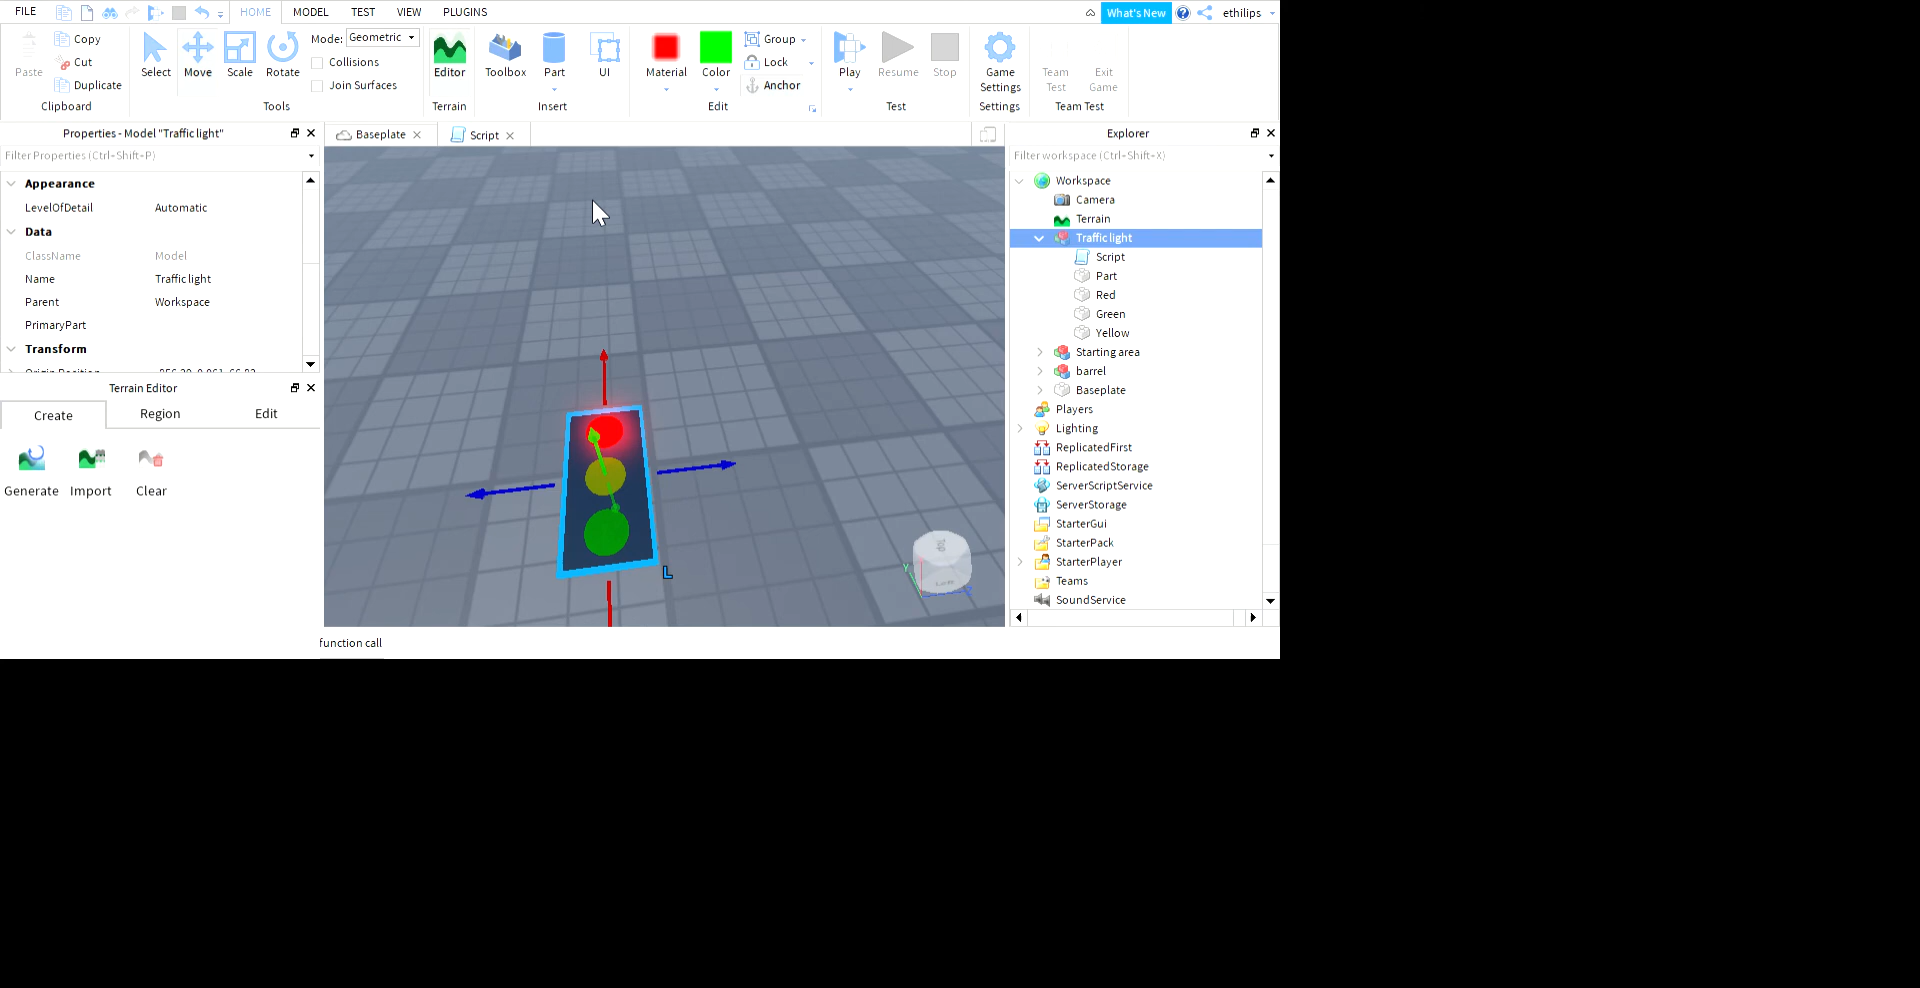 FILE HOME MODEL TEST VIEW PLUGINS What's New ethilips
Paste Copy Cut Duplicate
Clipboard
Select Move Scale Rotate Mode: Geometric Collisions Join Surfaces
Tools
Editor
Terrain
Toolbox Part UI
Insert
Material Color Group Lock Anchor
Edit
Play Resume Stop
Test
Game Settings
Settings
Team Test Exit Game
Team Test
Properties - Model "Traffic light"
Filter Properties (Ctrl+Shift+P)
Appearance
LevelOfDetail Automatic
Data
ClassName Model
Name Traffic light
Parent Workspace
PrimaryPart
Transform
Terrain Editor
Create Region Edit
Generate Import Clear
Baseplate Script
L
Top
Y
Z
function call
Explorer
Filter workspace (Ctrl+Shift+X)
Workspace
Camera
Terrain
Traffic light
Script
Part
Red
Green
Yellow
Starting area
barrel
Baseplate
Players
Lighting
ReplicatedFirst
ReplicatedStorage
ServerScriptService
ServerStorage
StarterGui
StarterPack
StarterPlayer
Teams
SoundService